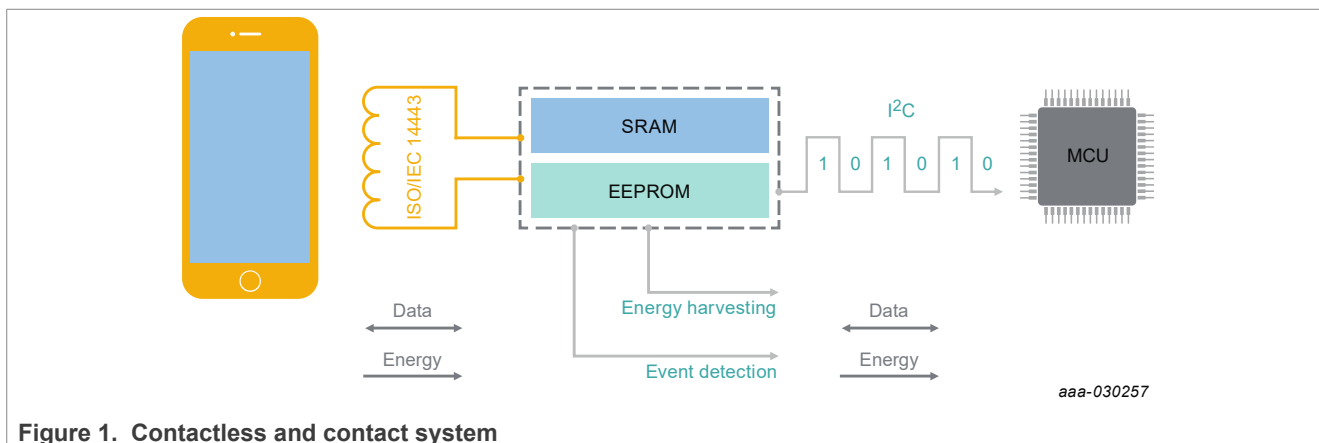 ISO/IEC 14443
SRAM
EEPROM
I²C
1 0 1 0 1 0
MCU
Energy harvesting
Event detection
Data
Energy
Data
Energy
aaa-030257
Figure 1. Contactless and contact system